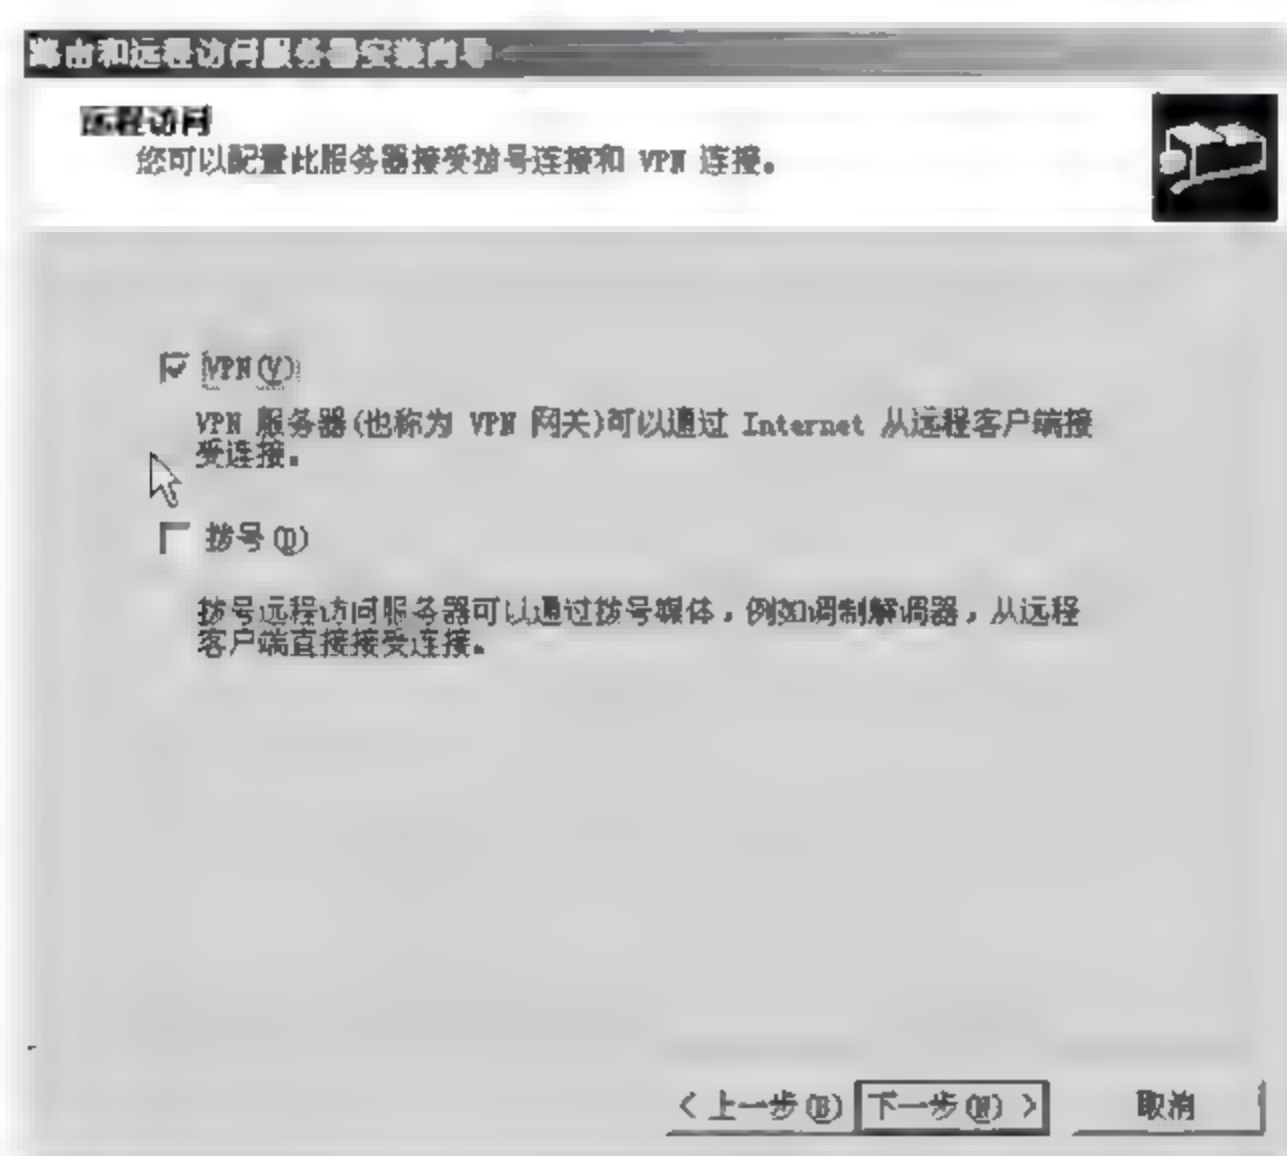 路由和远程访问服务器安装向导
远程访问
您可以配置此服务器接受拨号连接和 VPN 连接。
VPN(V)
VPN 服务器(也称为 VPN 网关)可以通过 Internet 从远程客户端接
受连接。
拨号(D)
拨号远程访问服务器可以通过拨号媒体，例如调制解调器，从远程
客户端直接接受连接。
< 上一步(B) 下一步(N) > 取消